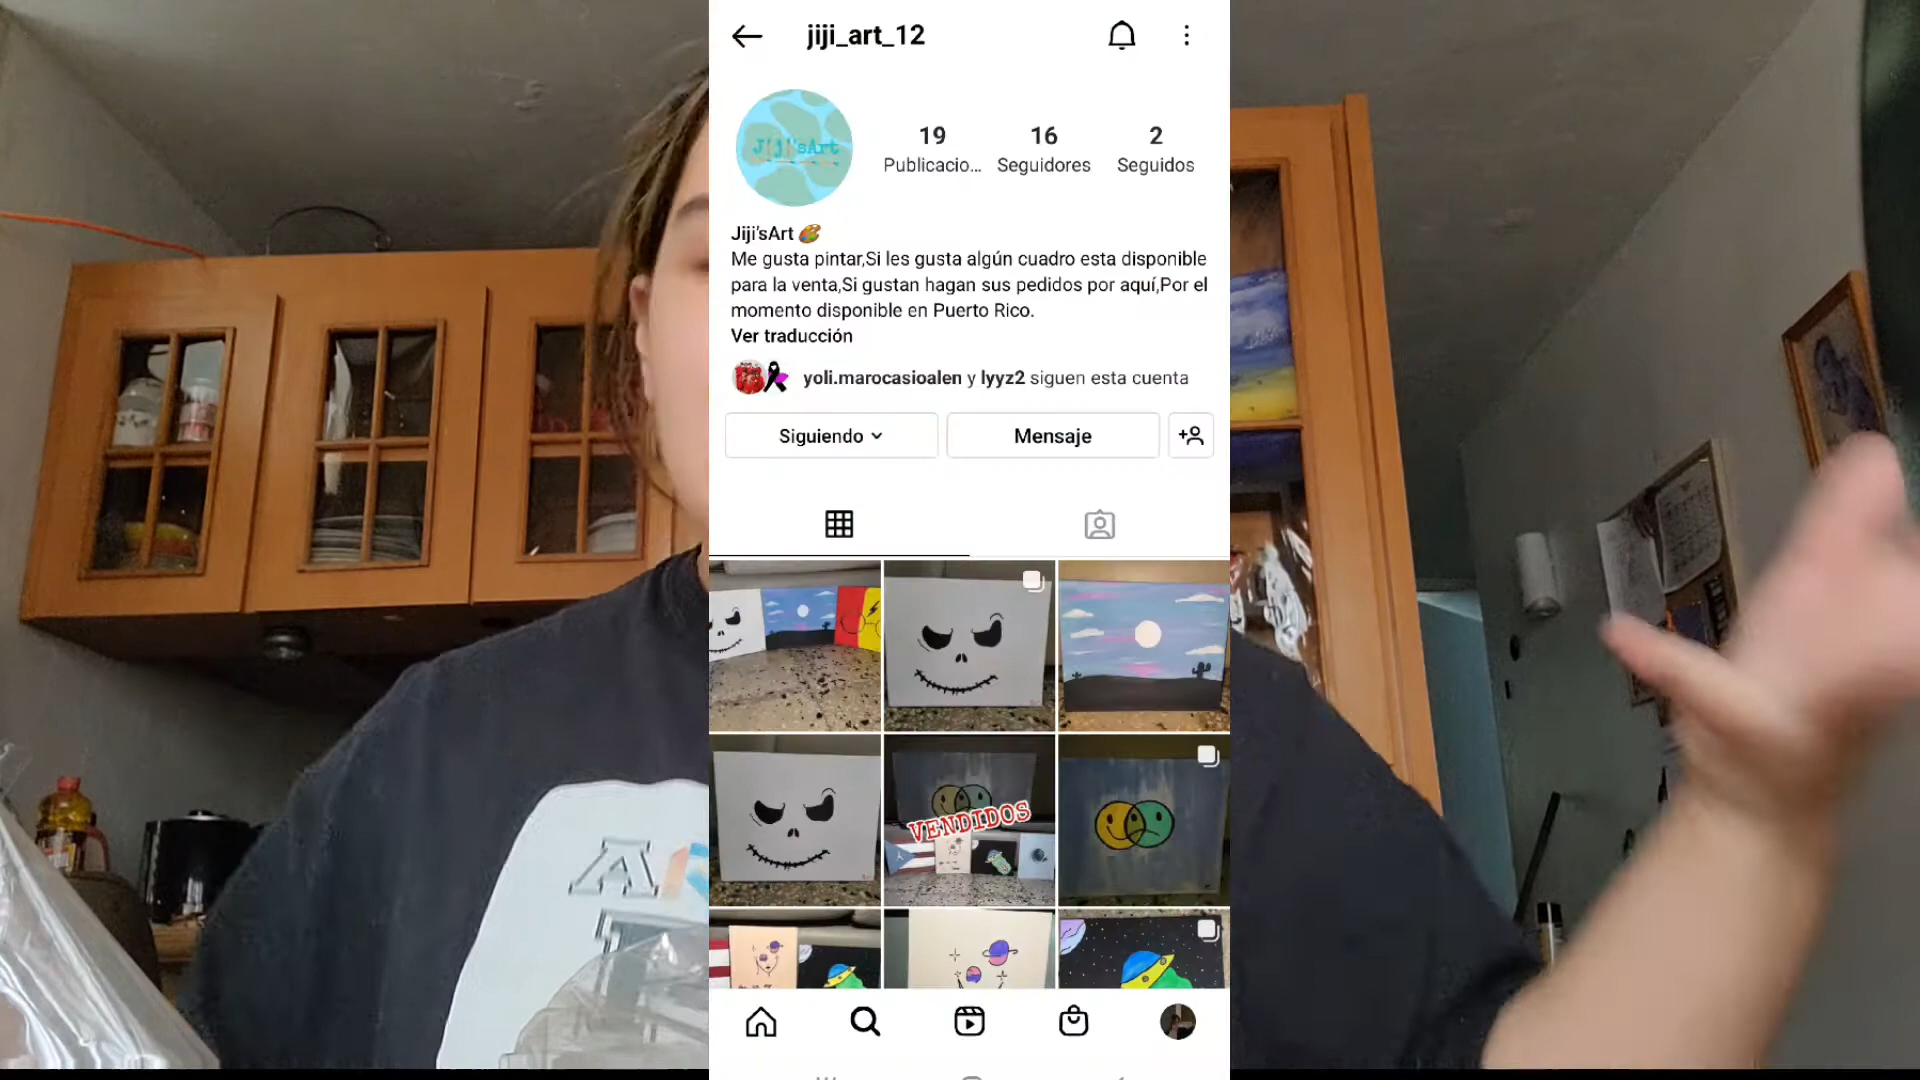 jiji_art_12
Jiji'sArt
19
16
2
Publicacio...
Seguidores
Seguidos
Jiji'sArt 🎨
Me gusta pintar,Si les gusta algún cuadro esta disponible
para la venta,Si gustan hagan sus pedidos por aquí,Por el
momento disponible en Puerto Rico.
Ver traducción
yoli.marocasioalen y lyyz2 siguen esta cuenta
Siguiendo
Mensaje
VENDIDOS